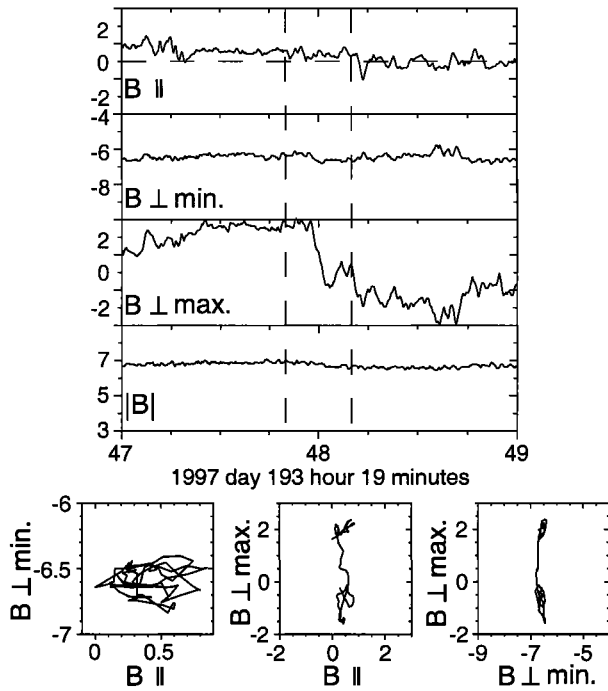 2
0
-2
B ∥
-4
-6
-8
B ⊥ min.
2
0
-2
B ⊥ max.
7
5
3
|B|
47 48 49
1997 day 193 hour 19 minutes
-6
-6.5
-7
B ⊥ min.
0 0.5
B ∥
2
0
-2
B ⊥ max.
-2 0 2
B ∥
2
0
-2
B ⊥ max.
-9 -7 -5
B ⊥ min.